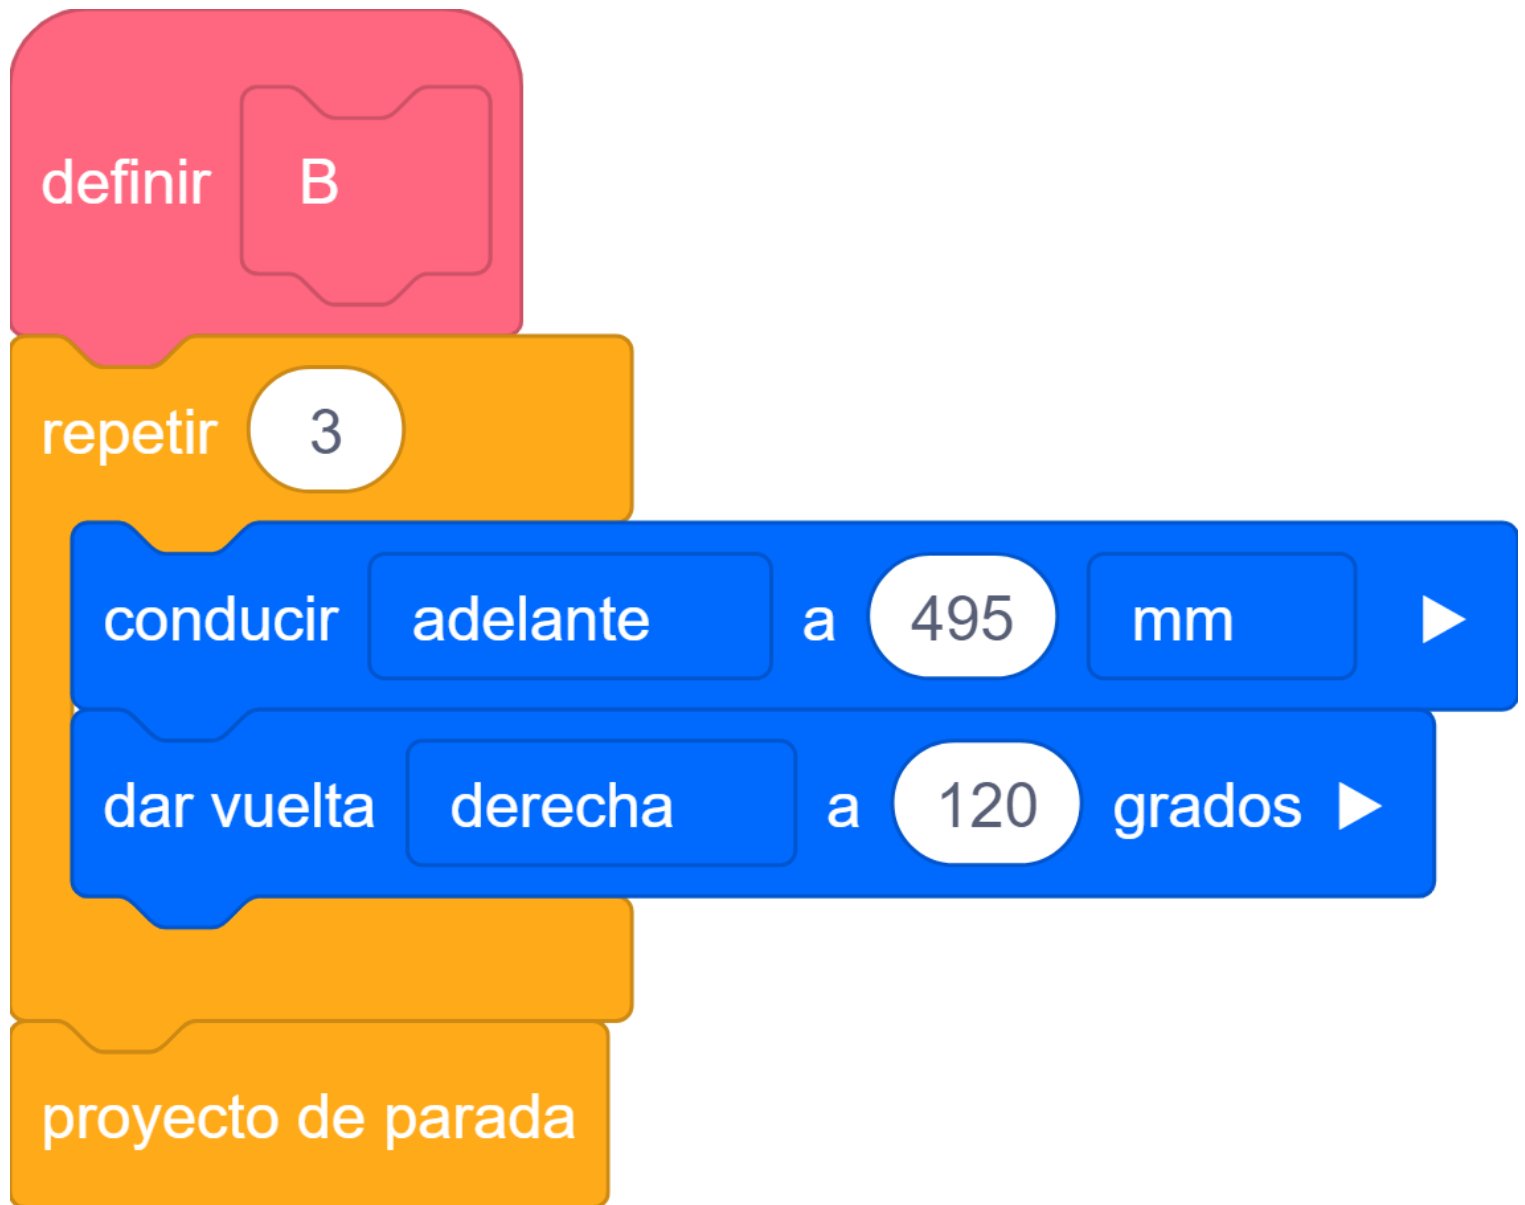 definir B
repetir 3
conducir adelante a 495 mm
dar vuelta derecha a 120 grados
proyecto de parada